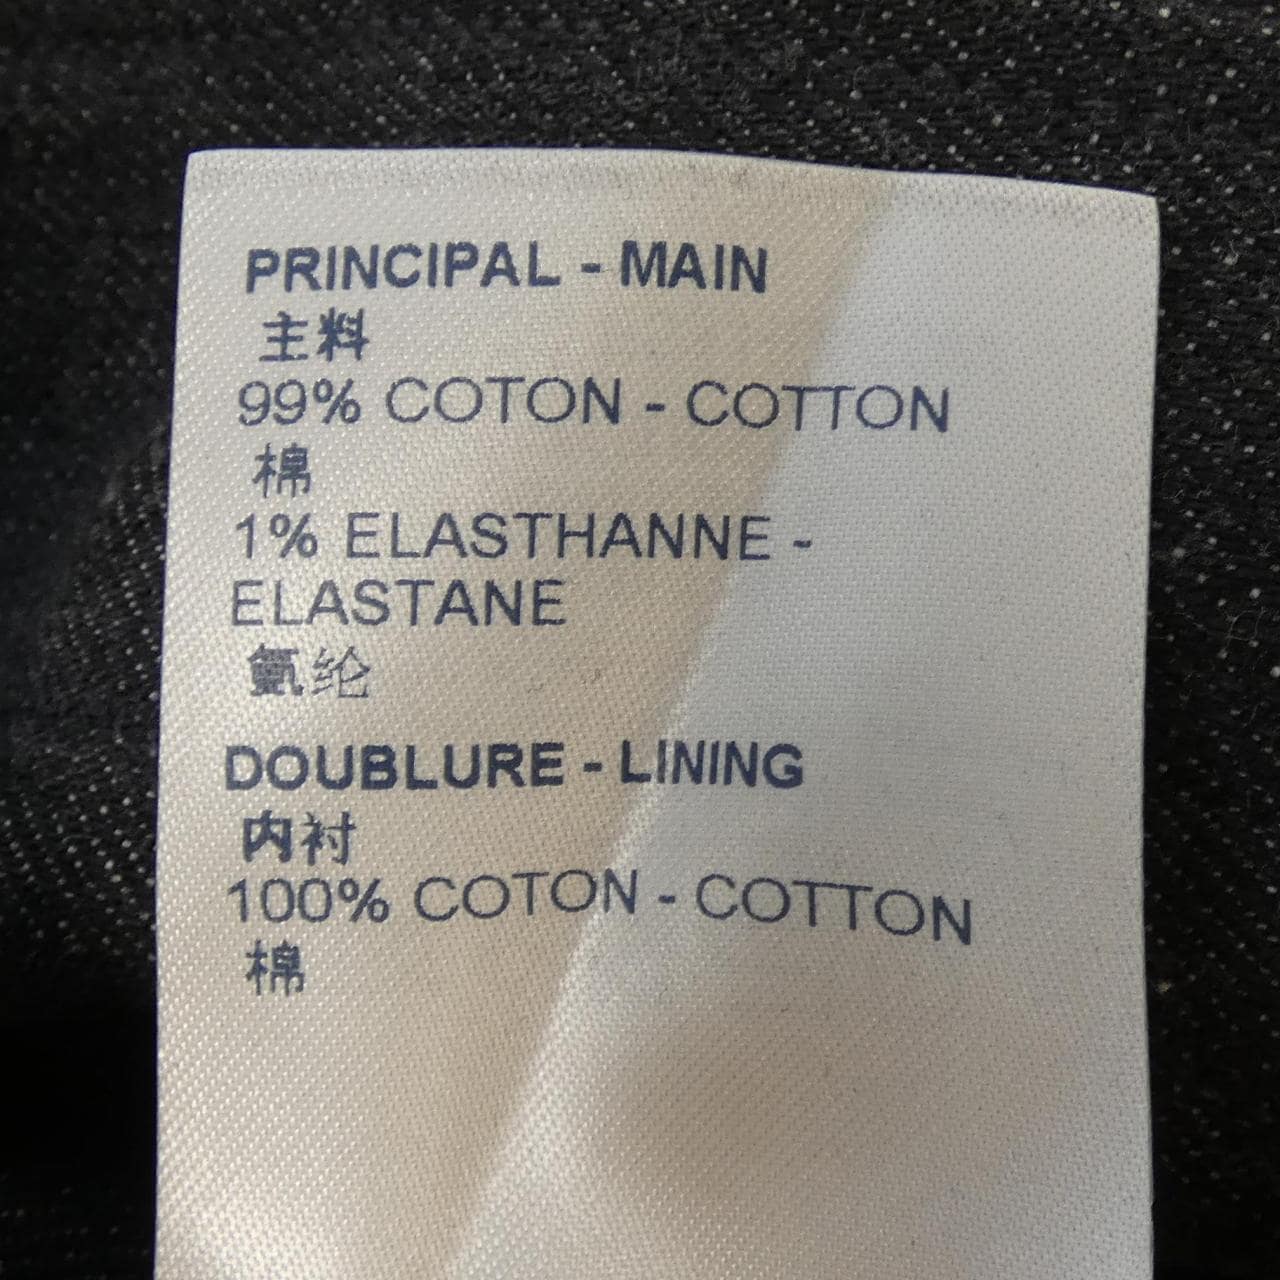 PRINCIPAL - MAIN
主料
99% COTON - COTTON
棉
1% ELASTHANNE -
ELASTANE
氨纶
DOUBLURE - LINING
内衬
100% COTON - COTTON
棉